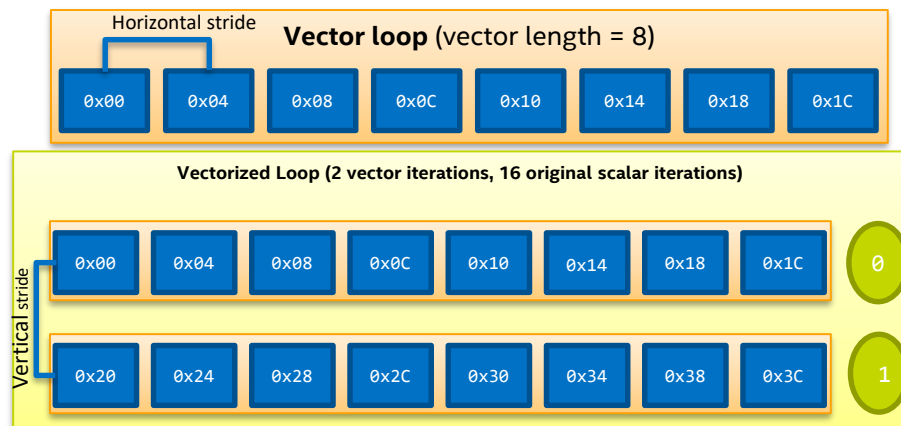 Horizontal stride
Vector loop (vector length = 8)
0x00 0x04 0x08 0x0C 0x10 0x14 0x18 0x1C
Vectorized Loop (2 vector iterations, 16 original scalar iterations)
Vertical stride
0x00 0x04 0x08 0x0C 0x10 0x14 0x18 0x1C 0
0x20 0x24 0x28 0x2C 0x30 0x34 0x38 0x3C 1